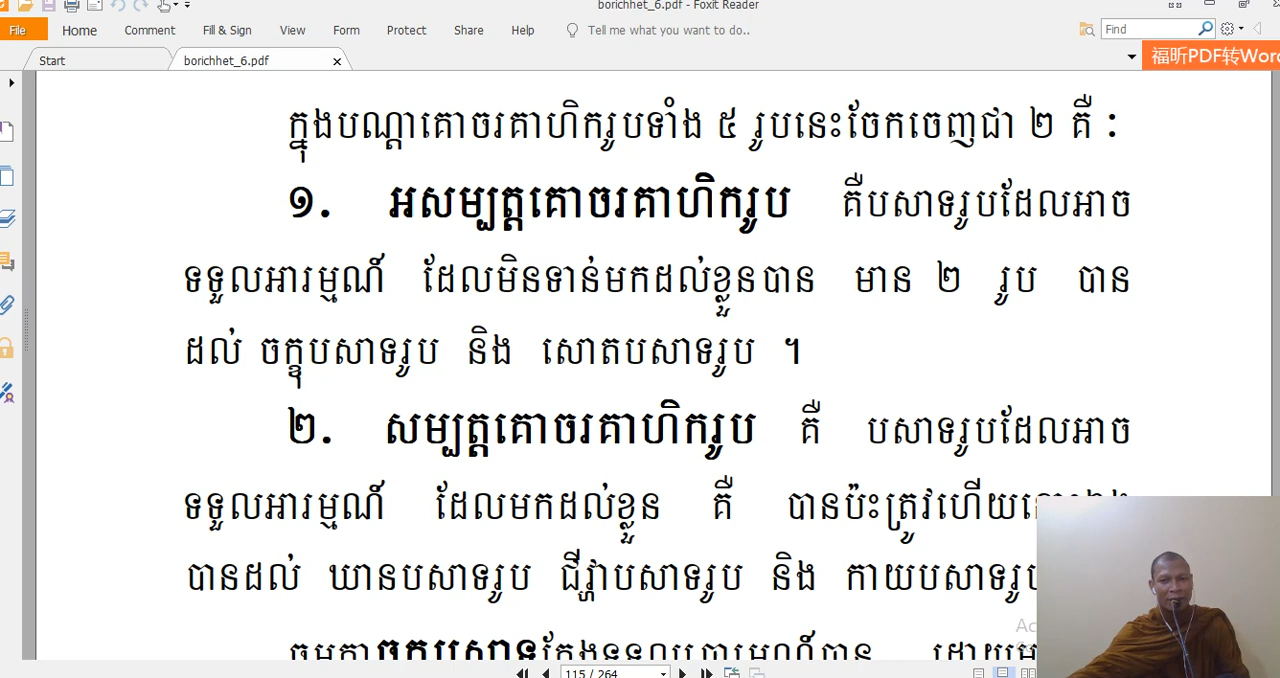 borichhet_6.pdf - Foxit Reader
File Home Comment Fill & Sign View Form Protect Share Help Tell me what you want to do.. Find
Start borichhet_6.pdf × 福昕PDF转Wor
ក្នុងបណ្តាគោចរគាហិករូបទាំង ៥ រូបនេះចែកចេញជា ២ គឺ :
១. អសម្បត្តគោចរគាហិករូប គឺបសាទរូបដែលអាច
ទទួលអារម្មណ៍ ដែលមិនទាន់មកដល់ខ្លួនបាន មាន ២ រូប បាន
ដល់ ចក្ខុបសាទរូប និង សោតបសាទរូប ។
២. សម្បត្តគោចរគាហិករូប គឺ បសាទរូបដែលអាច
ទទួលអារម្មណ៍ ដែលមកដល់ខ្លួន គឺ បានប៉ះត្រូវហើយ
បានដល់ ឃានបសាទរូប ជីវ្ហាបសាទរូប និង កាយបសាទរូប
115 / 264